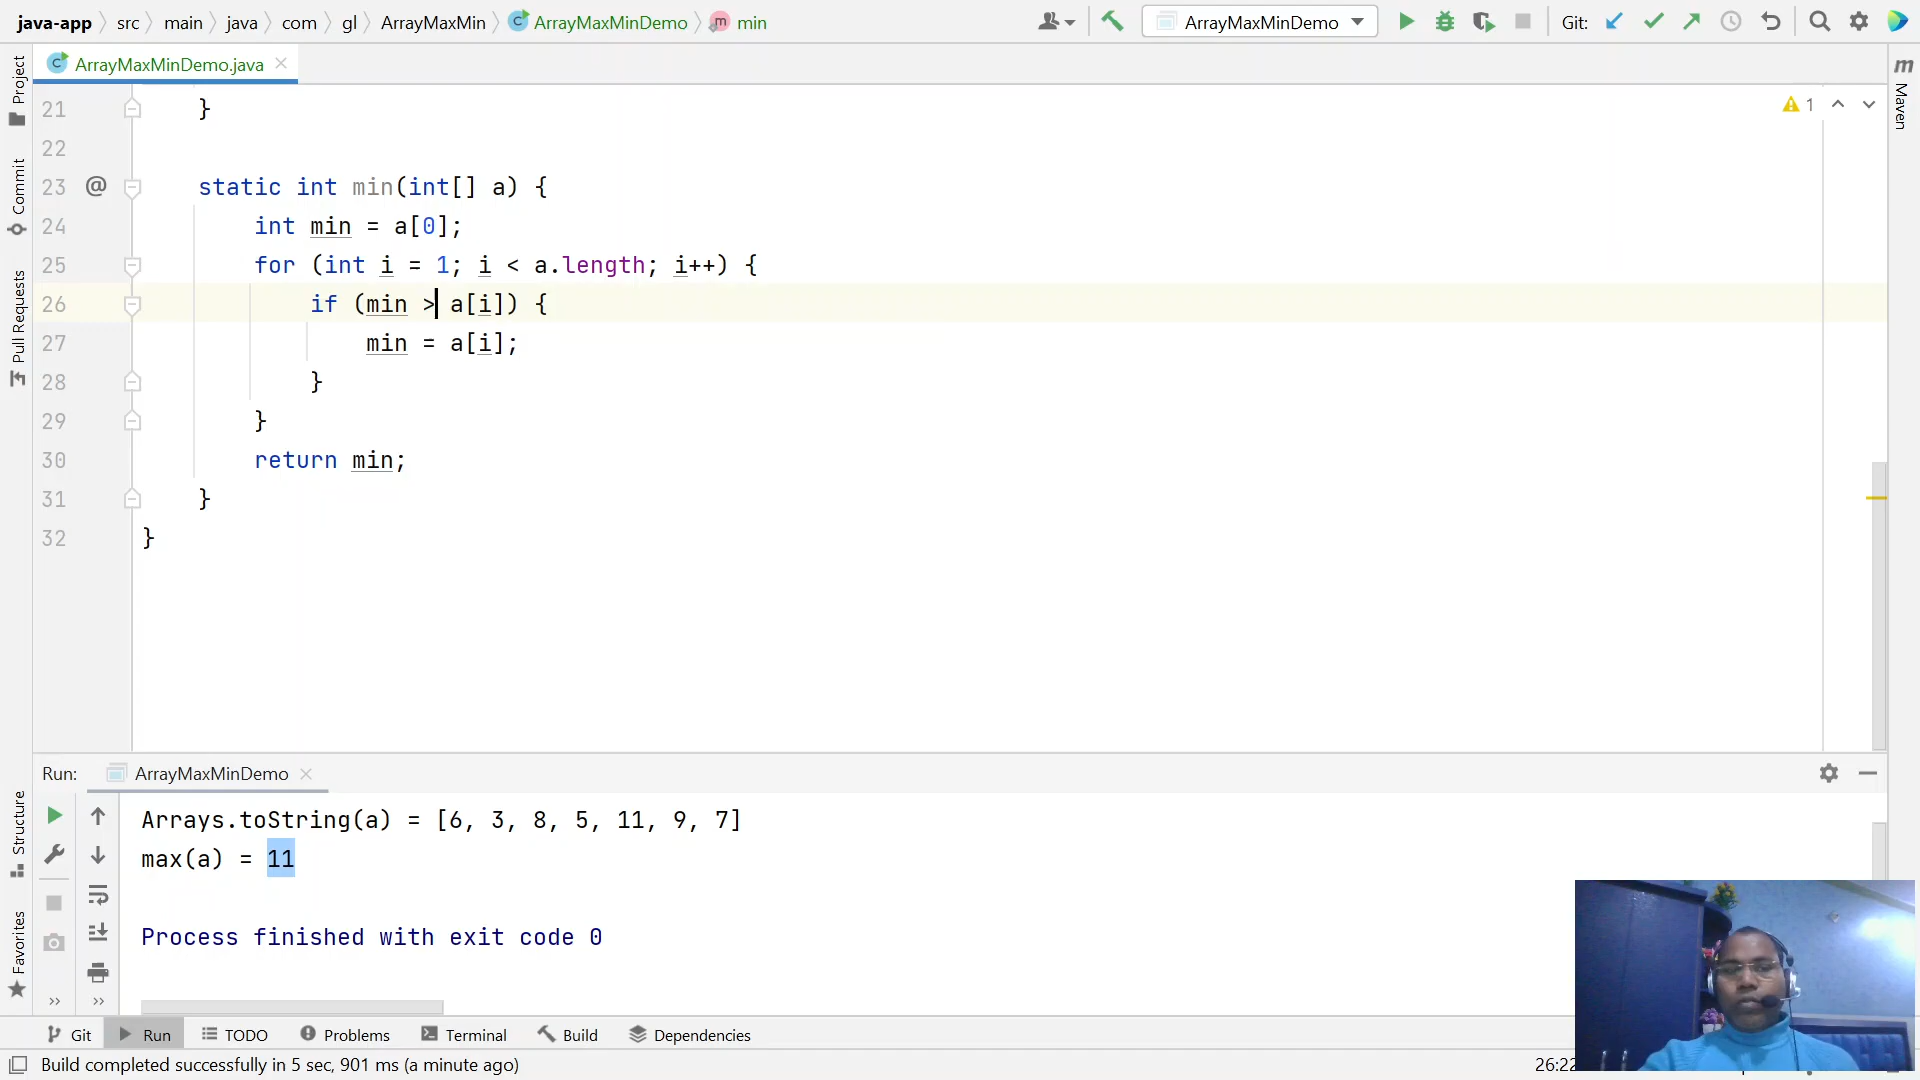 java-app src main java com gl ArrayMaxMin ArrayMaxMinDemo m min ArrayMaxMinDemo Git:
ArrayMaxMinDemo.java
1
21 }
22
23 @ static int min(int[] a) {
24 int min = a[0];
25 for (int i = 1; i < a.length; i++) {
26 if (min > a[i]) {
27 min = a[i];
28 }
29 }
30 return min;
31 }
32 }
Project
Commit
Pull Requests
Structure
Favorites
m Maven
Run: ArrayMaxMinDemo
Arrays.toString(a) = [6, 3, 8, 5, 11, 9, 7]
max(a) = 11
Process finished with exit code 0
Git Run TODO Problems Terminal Build Dependencies
Build completed successfully in 5 sec, 901 ms (a minute ago) 26:22